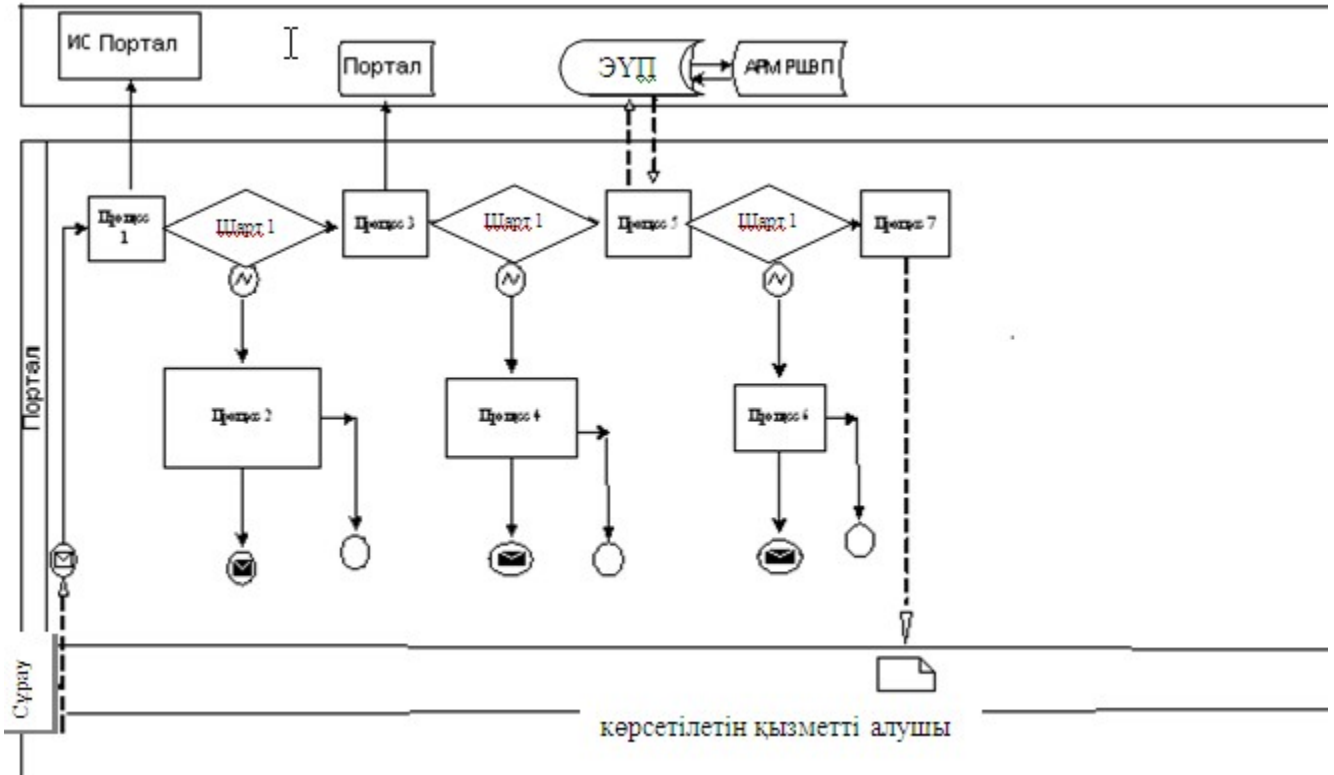 ИС Портал
Портал
ЭҮП
АРМ РШЭП
Процесс
1
Шарт 1
Процесс 3
Шарт 1
Процесс 5
Шарт 1
Процесс 7
Процесс 2
Процесс 4
Процесс 6
Портал
Сұрау
көрсетілетін қызметті алушы